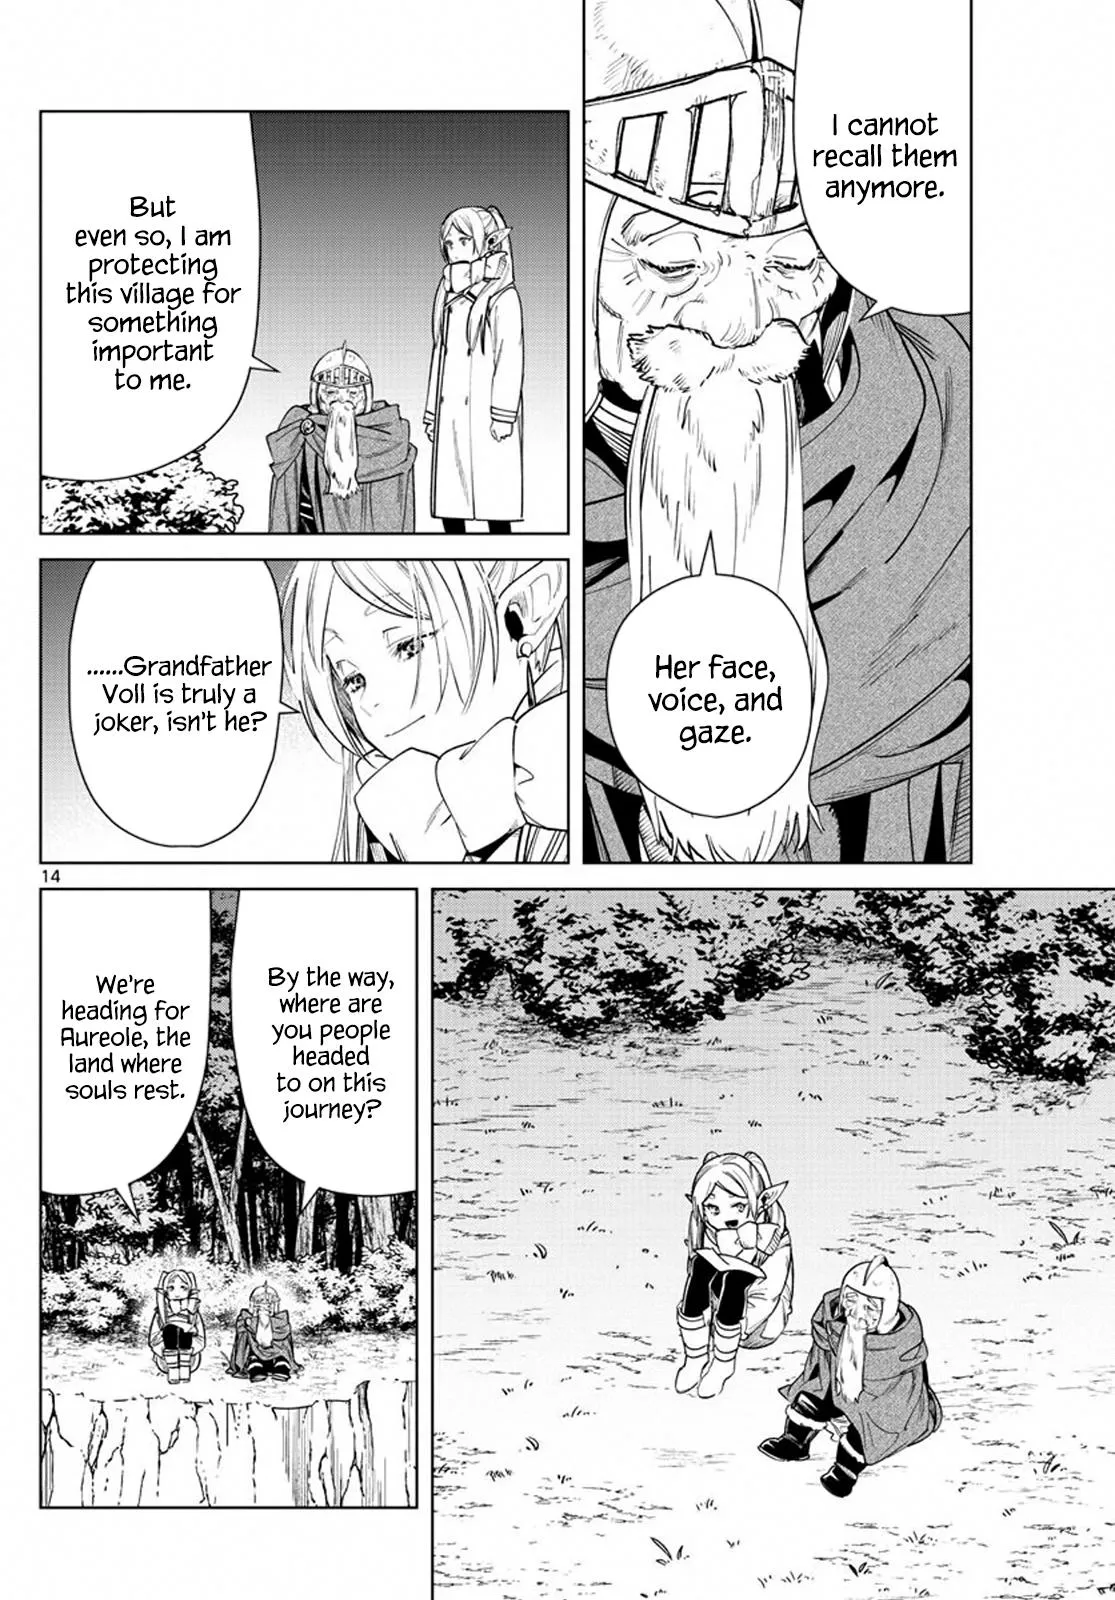 I cannot
recall them
anymore.
Her face,
voice, and
gaze.
But
even so, I am
protecting
this village for
something
important
to me.
......Grandfather
Voll is truly a
joker, isn't he?
14
By the way,
where are
you people
headed
to on this
journey?
We're
heading for
Aureole, the
land where
souls rest.